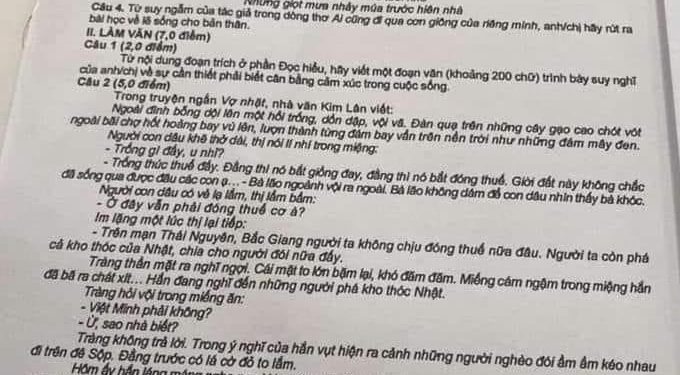 Những giọt mưa nhảy múa trước hiên nhà
Câu 4. Từ suy ngẫm của tác giả trong dòng thơ Ai cũng đi qua cơn giông của riêng mình, anh/chị hãy rút ra
bài học về lẽ sống cho bản thân.
II. LÀM VĂN (7,0 điểm)
Câu 1 (2,0 điểm)
Từ nội dung đoạn trích ở phần Đọc hiểu, hãy viết một đoạn văn (khoảng 200 chữ) trình bày suy nghĩ
của anh/chị về sự cần thiết phải biết cân bằng cảm xúc trong cuộc sống.
Câu 2 (5,0 điểm)
Trong truyện ngắn Vợ nhặt, nhà văn Kim Lân viết:
Ngoài đình bỗng dội lên một hồi trống, dồn dập, vội vã. Đàn quạ trên những cây gạo cao chót vót
ngoài bãi chợ hốt hoảng bay vù lên, lượn thành từng đám bay vẩn trên nền trời như những đám mây đen.
Người con dâu khẽ thở dài, thị nói lí nhí trong miệng:
- Trống gì đấy, u nhỉ?
- Trống thúc thuế đấy. Đằng thì nó bắt giồng đay, đằng thì nó bắt đóng thuế. Giời đất này không chắc
đã sống qua được đâu các con ạ... - Bà lão ngoảnh vội ra ngoài. Bà lão không dám để con dâu nhìn thấy bà khóc.
Người con dâu có vẻ lạ lắm, thị lẩm bẩm:
- Ở đây vẫn phải đóng thuế cơ à?
Im lặng một lúc thị lại tiếp:
- Trên mạn Thái Nguyên, Bắc Giang người ta không chịu đóng thuế nữa đâu. Người ta còn phá
cả kho thóc của Nhật, chia cho người đói nữa đấy.
Tràng thần mặt ra nghĩ ngợi. Cái mặt to lớn bặm lại, khó đăm đăm. Miếng cám ngậm trong miệng hắn
đã bã ra chát xít... Hắn đang nghĩ đến những người phá kho thóc Nhật.
Tràng hỏi vội trong miếng ăn:
- Việt Minh phải không?
- Ừ, sao nhà biết?
Tràng không trả lời. Trong ý nghĩ của hắn vụt hiện ra cảnh những người nghèo đói ầm ầm kéo nhau
đi trên đê Sộp. Đằng trước có lá cờ đỏ to lắm.
Hôm ấy hắn láng máng